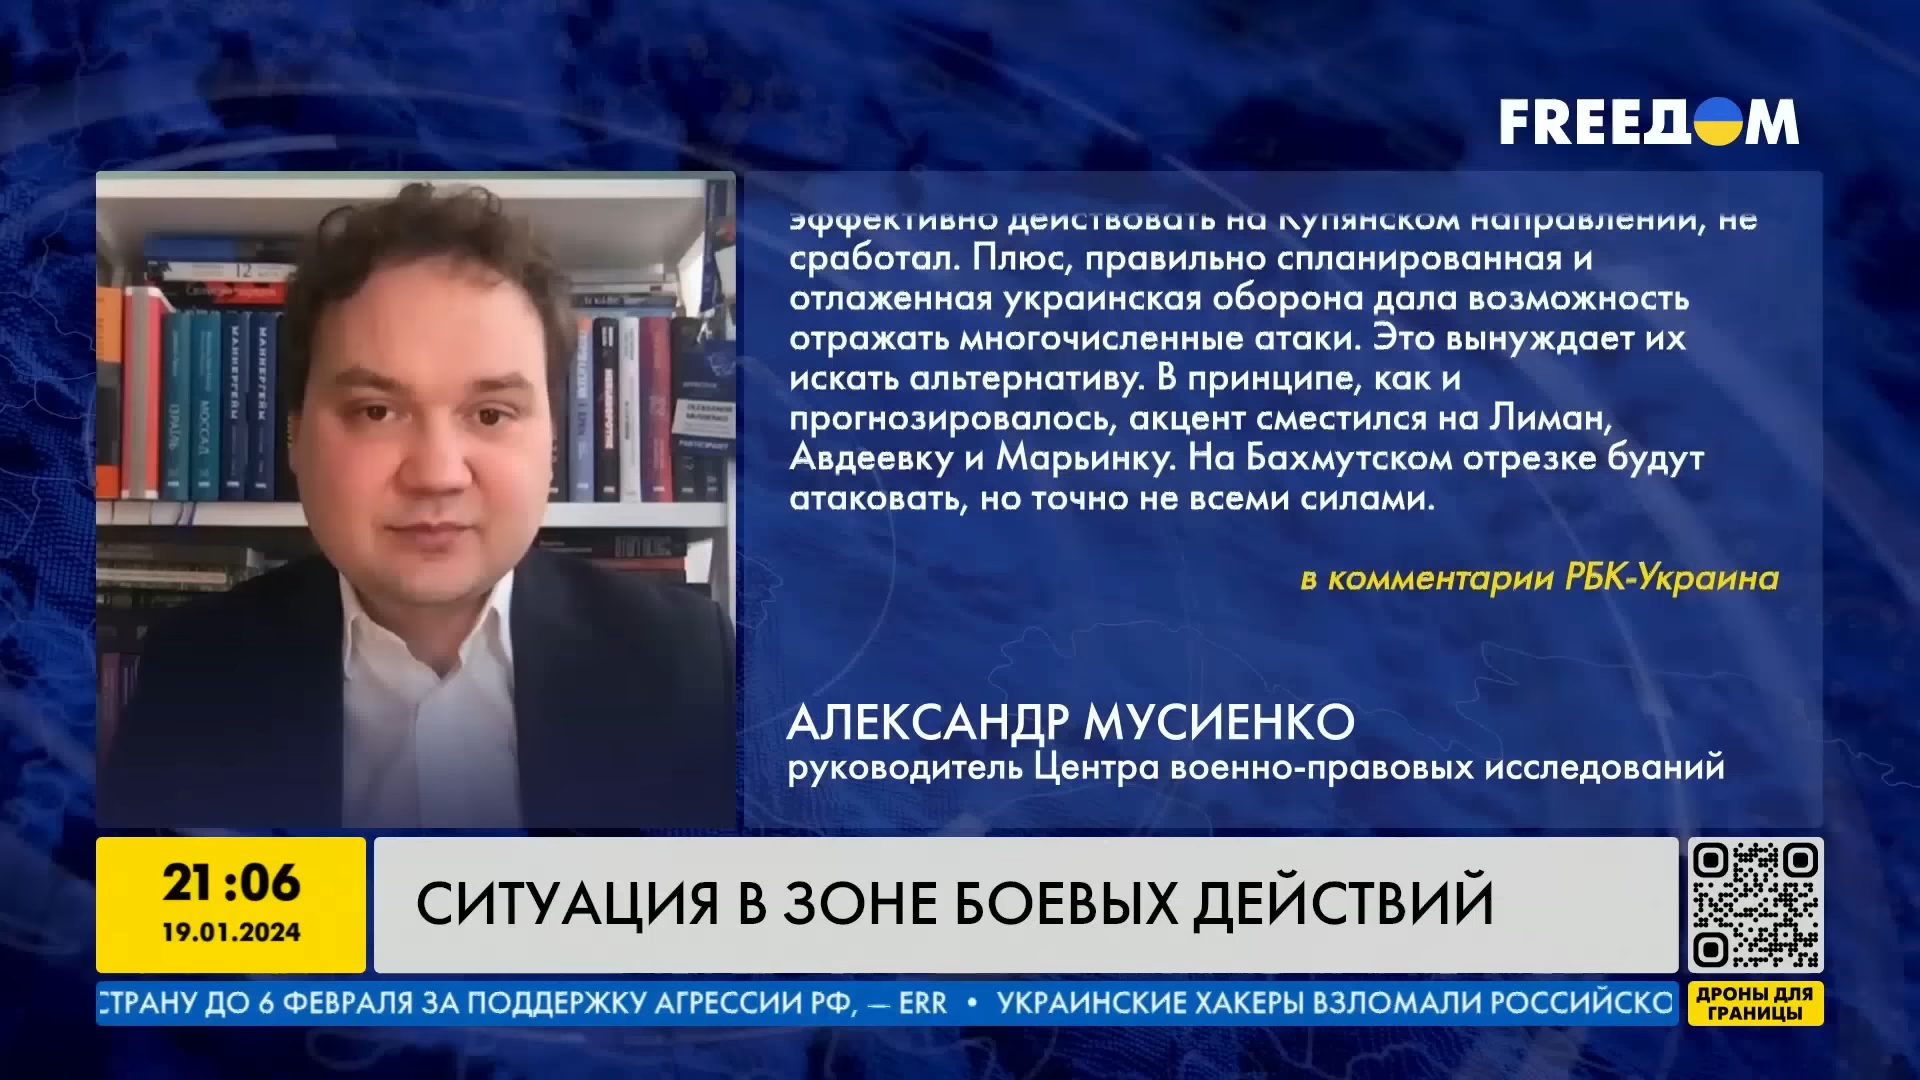 FREEДOM
эффективно действовать на Купянском направлении, не
сработал. Плюс, правильно спланированная и
отлаженная украинская оборона дала возможность
отражать многочисленные атаки. Это вынуждает их
искать альтернативу. В принципе, как и
прогнозировалось, акцент сместился на Лиман,
Авдеевку и Марьинку. На Бахмутском отрезке будут
атаковать, но точно не всеми силами.
в комментарии РБК-Украина
АЛЕКСАНДР МУСИЕНКО
руководитель Центра военно-правовых исследований
12
МОССАД
МАННЕРГЕЙМ
МАННЕРГЕЙМ
21:06
19.01.2024
СИТУАЦИЯ В ЗОНЕ БОЕВЫХ ДЕЙСТВИЙ
СТРАНУ ДО 6 ФЕВРАЛЯ ЗА ПОДДЕРЖКУ АГРЕССИИ РФ, — ERR • УКРАИНСКИЕ ХАКЕРЫ ВЗЛОМАЛИ РОССИЙСКО
ДРОНЫ ДЛЯ
ГРАНИЦЫ